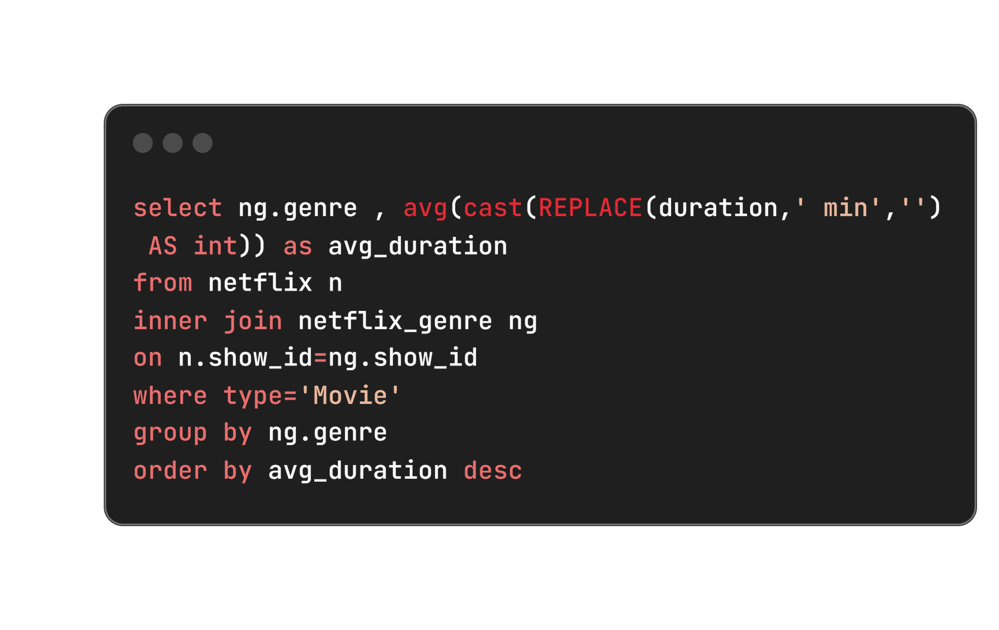 select ng.genre , avg(cast(REPLACE(duration,' min','')
 AS int)) as avg_duration
from netflix n
inner join netflix_genre ng
on n.show_id=ng.show_id
where type='Movie'
group by ng.genre
order by avg_duration desc